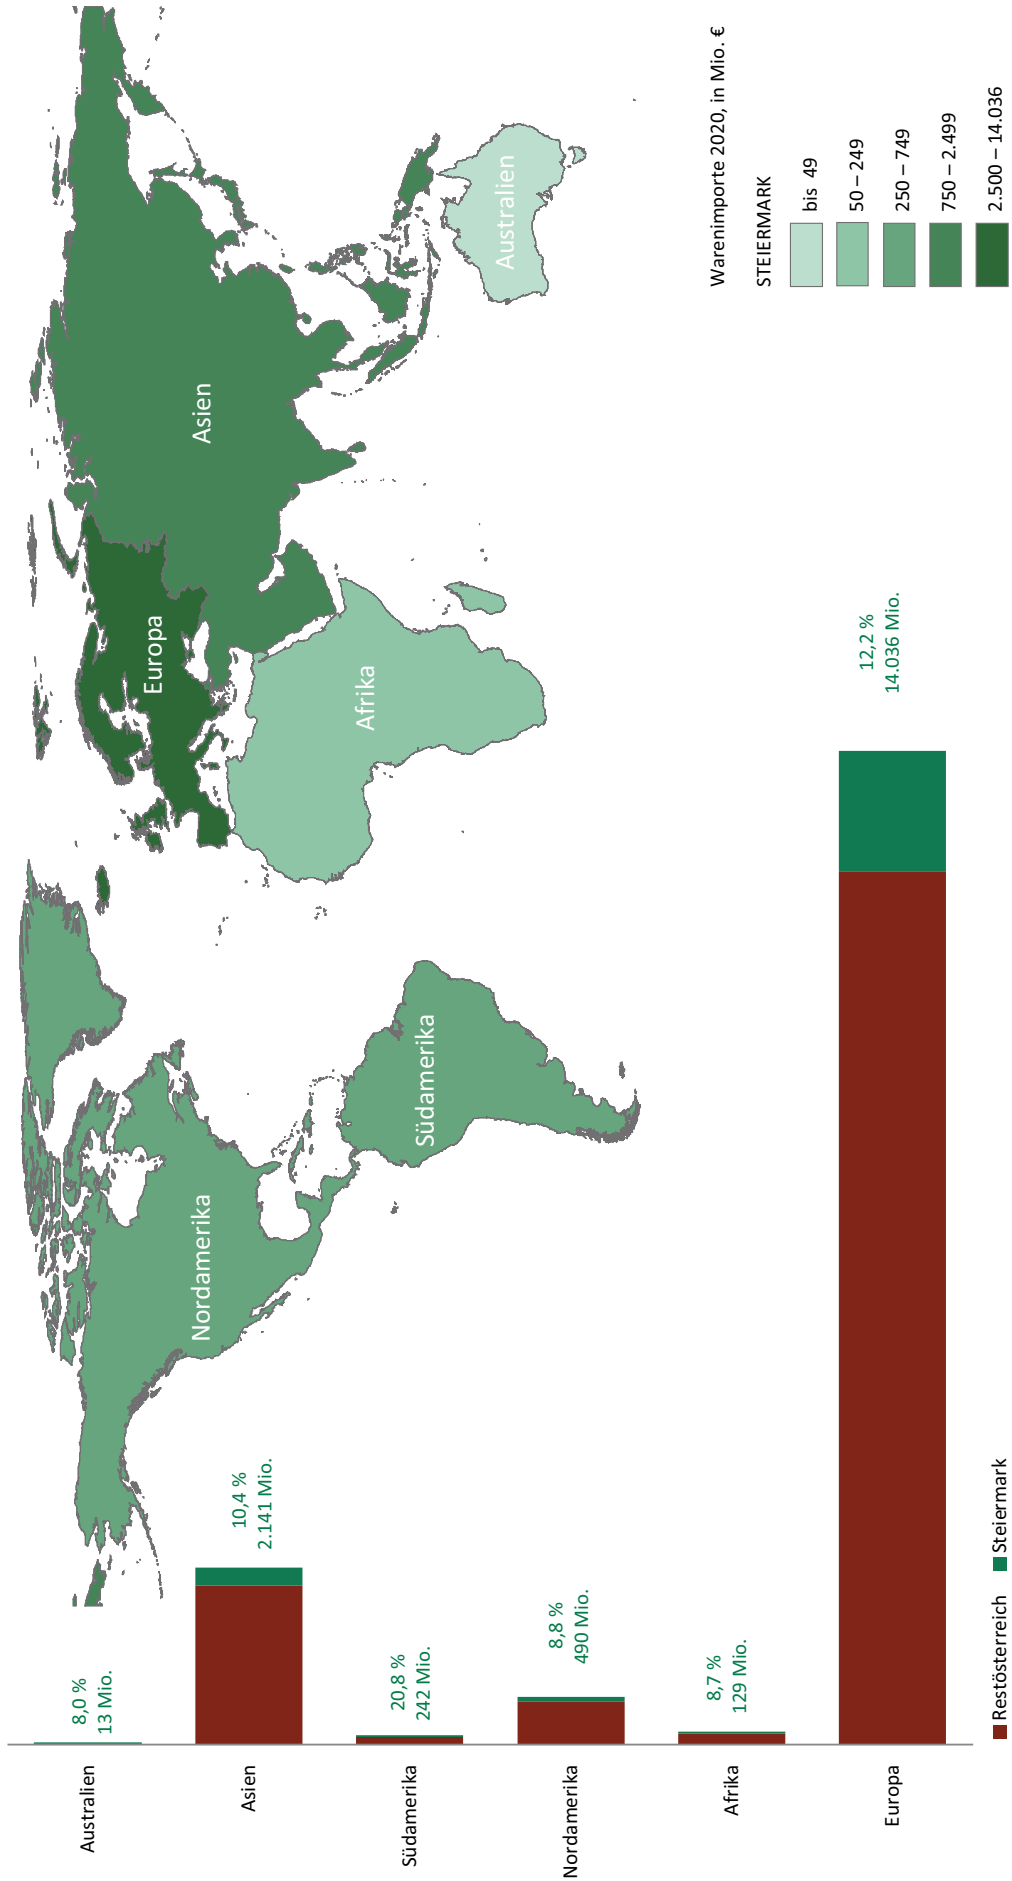 Europa
Asien
Nordamerika
Afrika
Südamerika
Australien
Warenimporte 2020, in Mio. €
STEIERMARK
bis 49
50 – 249
250 – 749
750 – 2.499
2.500 – 14.036
Australien
8,0 %
13 Mio.
Asien
10,4 %
2.141 Mio.
Südamerika
20,8 %
242 Mio.
Nordamerika
8,8 %
490 Mio.
Afrika
8,7 %
129 Mio.
Europa
12,2 %
14.036 Mio.
Restösterreich
Steiermark